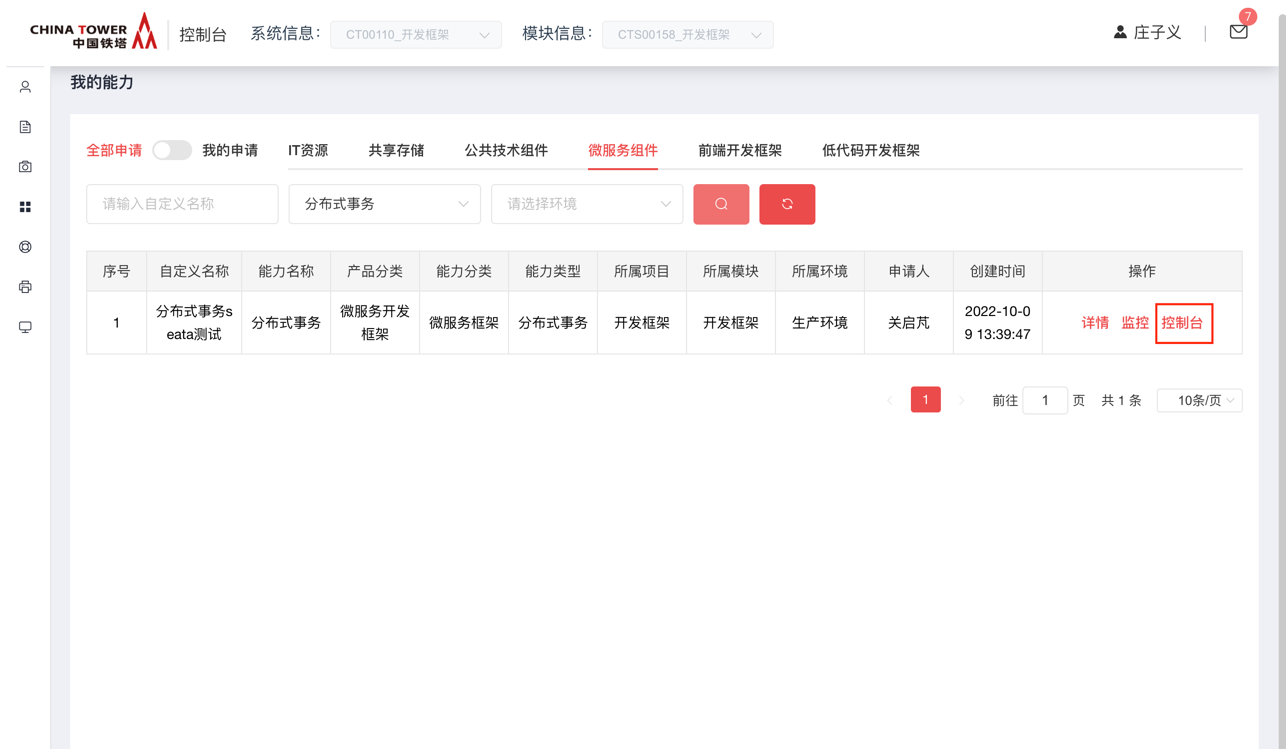 CHINA TOWER
中国铁塔
控制台
系统信息：
CT00110_开发框架
模块信息：
CTS00158_开发框架
庄子义
7
我的能力
全部申请
我的申请
IT资源
共享存储
公共技术组件
微服务组件
前端开发框架
低代码开发框架
请输入自定义名称
分布式事务
请选择环境
序号
自定义名称
能力名称
产品分类
能力分类
能力类型
所属项目
所属模块
所属环境
申请人
创建时间
操作
1
分布式事务s
eata测试
分布式事务
微服务开发
框架
微服务框架
分布式事务
开发框架
开发框架
生产环境
关启芃
2022-10-0
9 13:39:47
详情 监控 控制台
1
前往 1 页 共 1 条 10条/页